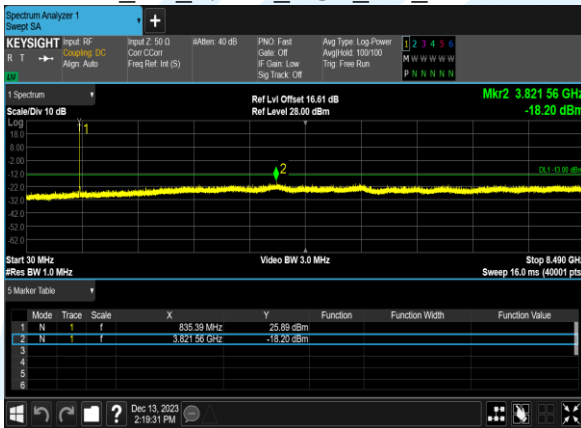 Spectrum Analyzer 1
Swept SA
KEYSIGHT Input: RF Input Z: 50 Ω #Atten: 40 dB PNO: Fast Avg Type: Log-Power 1 2 3 4 5 6
R T Coupling: DC Corr CCorr Gate: Off Avg|Hold: 100/100 M W W W W W
Align: Auto Freq Ref: Int (S) IF Gain: Low Trig: Free Run
Sig Track: Off P N N N N N
1 Spectrum Ref Lvl Offset 16.61 dB Mkr2 3.821 56 GHz
Scale/Div 10 dB Ref Level 28.00 dBm -18.20 dBm
Log
18.0 1
8.00
-2.00
-12.0 2 DL1 -13.00 dBm
-22.0
-32.0
-42.0
-52.0
-62.0
Start 30 MHz Video BW 3.0 MHz Stop 8.490 GHz
#Res BW 1.0 MHz Sweep 16.0 ms (40001 pts
5 Marker Table
Mode Trace Scale X Y Function Function Width Function Value
1 N 1 f 835.39 MHz 25.89 dBm
2 N 1 f 3.821 56 GHz -18.20 dBm
3
4
5
6
? Dec 13, 2023
2:19:31 PM